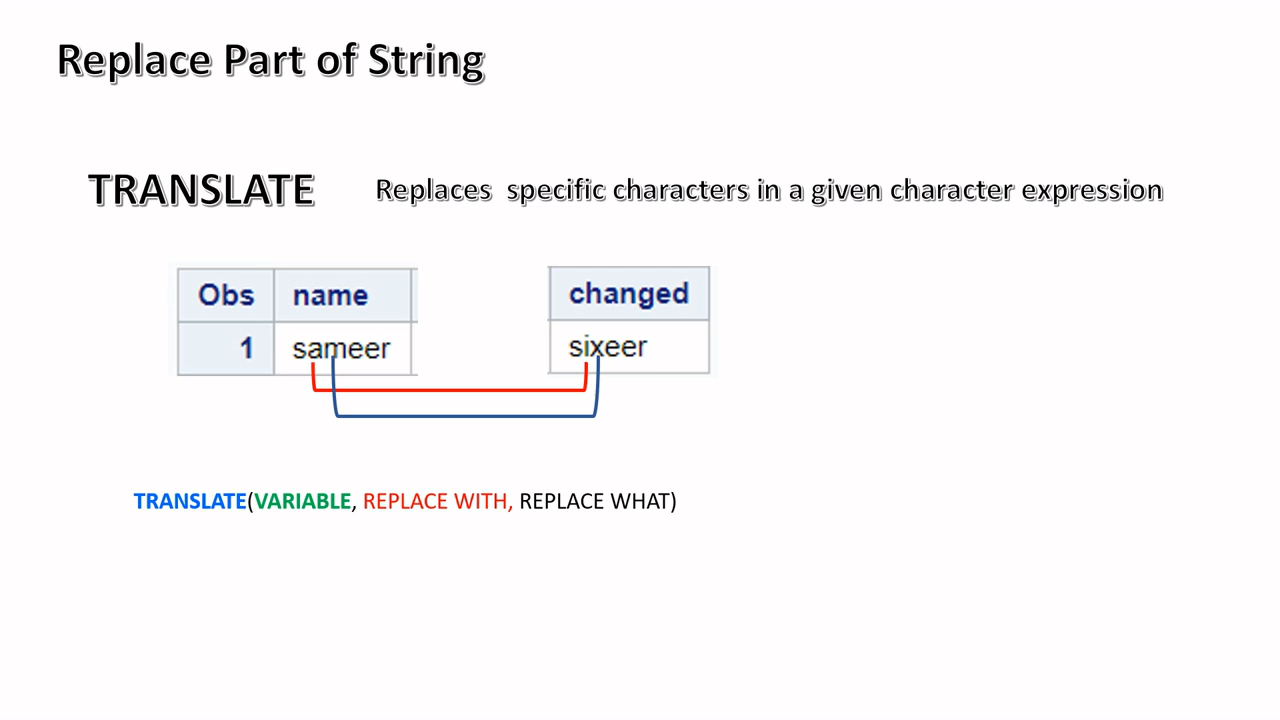 Replace Part of String
TRANSLATE Replaces specific characters in a given character expression
Obs name changed
1 sameer sixeer
TRANSLATE(VARIABLE, REPLACE WITH, REPLACE WHAT)